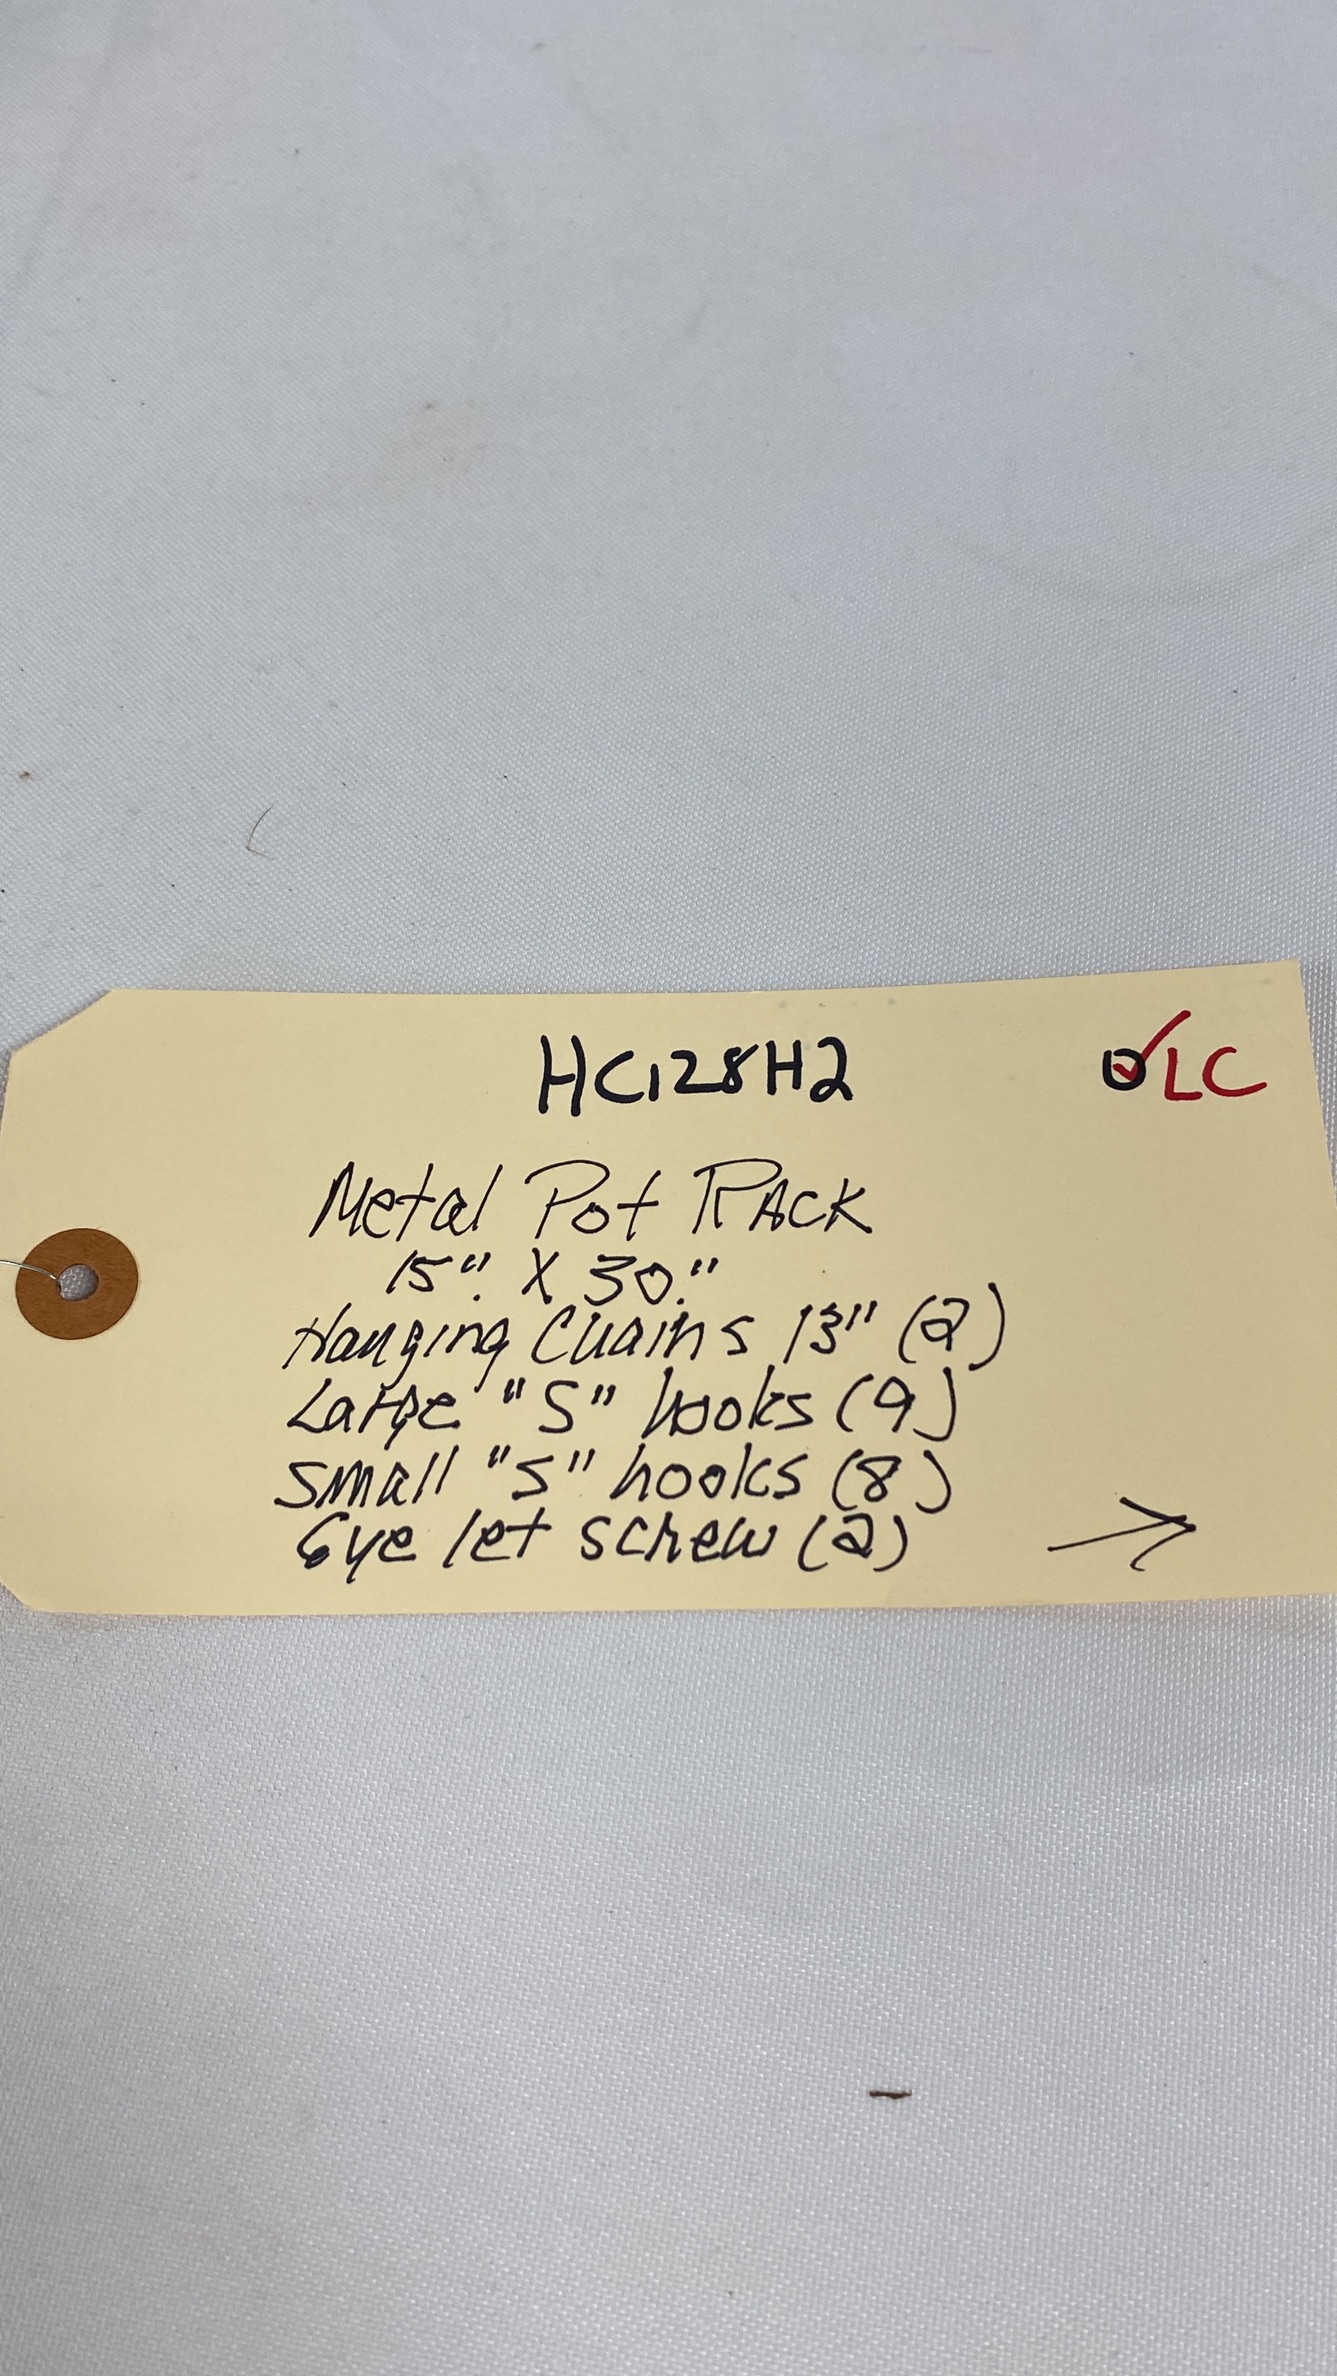 HC128H2 LC
Metal Pot RACK
15" X 30"
Hanging Chains 13" (2)
Large "S" hooks (9)
Small "S" hooks (8)
Eye let screw (2)